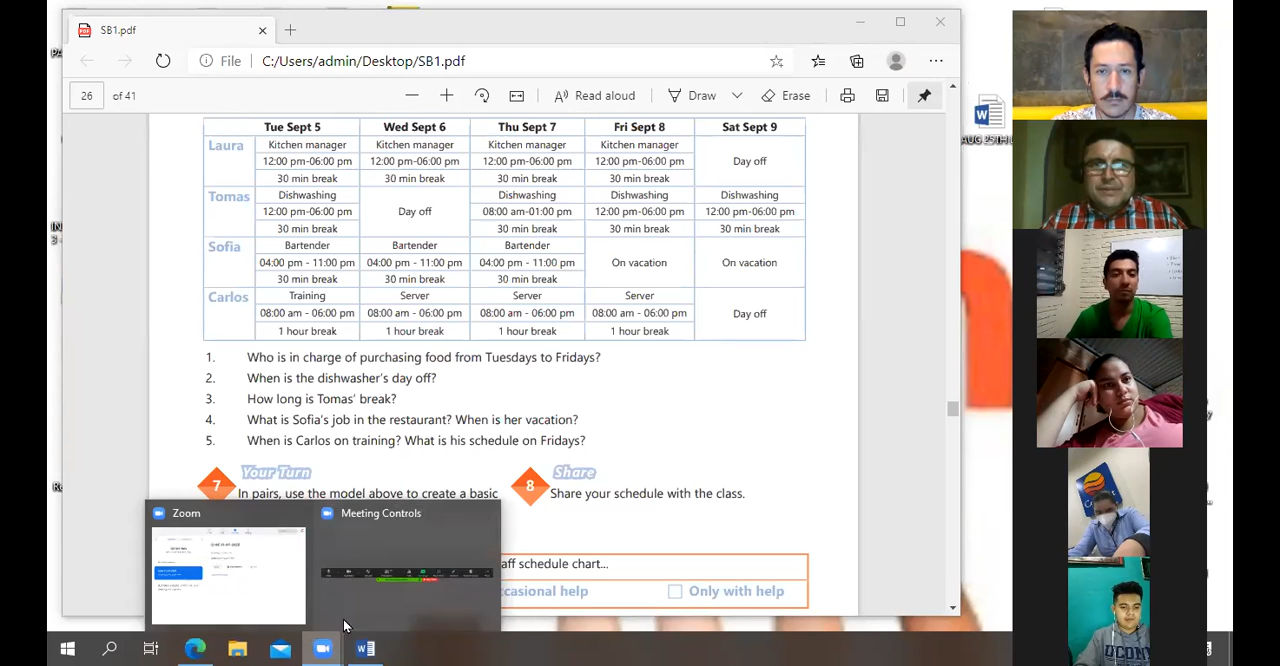 SB1.pdf
File C:/Users/admin/Desktop/SB1.pdf
26 of 41 Read aloud Draw Erase
AUG 25TH
Tue Sept 5 Wed Sept 6 Thu Sept 7 Fri Sept 8 Sat Sept 9
Laura Kitchen manager Kitchen manager Kitchen manager Kitchen manager
12:00 pm-06:00 pm 12:00 pm-06:00 pm 12:00 pm-06:00 pm 12:00 pm-06:00 pm Day off
30 min break 30 min break 30 min break 30 min break
Tomas Dishwashing Dishwashing Dishwashing Dishwashing
12:00 pm-06:00 pm Day off 08:00 am-01:00 pm 12:00 pm-06:00 pm 12:00 pm-06:00 pm
30 min break 30 min break 30 min break 30 min break
Sofia Bartender Bartender Bartender
04:00 pm - 11:00 pm 04:00 pm - 11:00 pm 04:00 pm - 11:00 pm On vacation On vacation
30 min break 30 min break 30 min break
Carlos Training Server Server Server
08:00 am - 06:00 pm 08:00 am - 06:00 pm 08:00 am - 06:00 pm 08:00 am - 06:00 pm Day off
1 hour break 1 hour break 1 hour break 1 hour break
1. Who is in charge of purchasing food from Tuesdays to Fridays?
2. When is the dishwasher's day off?
3. How long is Tomas' break?
4. What is Sofia's job in the restaurant? When is her vacation?
5. When is Carlos on training? What is his schedule on Fridays?
7 Your Turn
In pairs, use the model above to create a basic
8 Share
Share your schedule with the class.
Zoom Meeting Controls
aff schedule chart...
ccasional help Only with help
UCONN